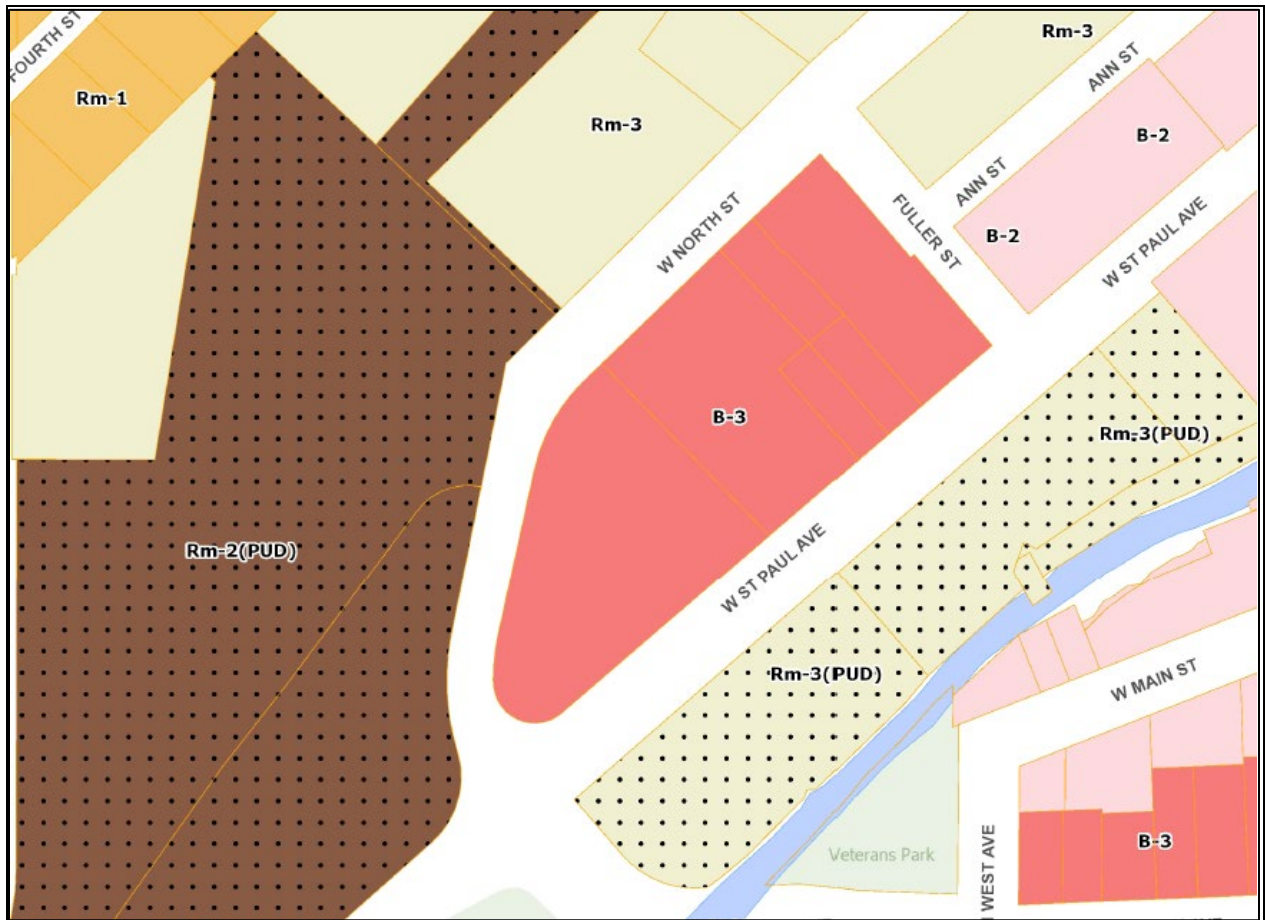 FOURTH ST
Rm-3
ANN ST
Rm-1
Rm-3
B-2
ANN ST
W NORTH ST
FULLER ST
B-2
W ST PAUL AVE
B-3
Rm-3(PUD)
Rm-2(PUD)
W ST PAUL AVE
Rm-3(PUD)
W MAIN ST
Veterans Park
WEST AVE
B-3